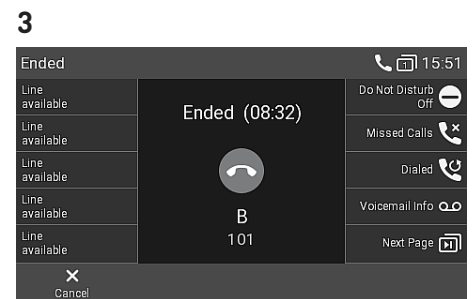 3
Ended
1
15:51
Line
available
Line
available
Line
available
Line
available
Line
available
Ended (08:32)
B
101
Do Not Disturb
Off
Missed Calls
Dialed
Voicemail Info
Next Page
Cancel